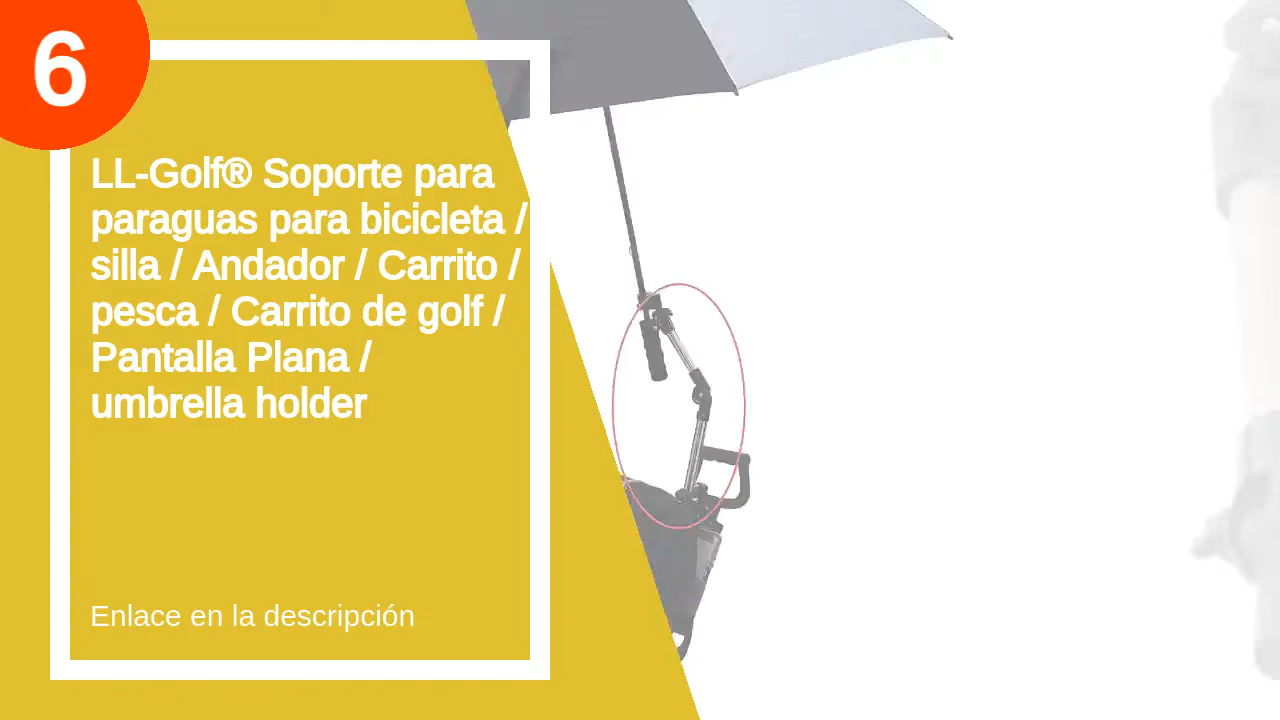 6
LL-Golf® Soporte para
paraguas para bicicleta /
silla / Andador / Carrito /
pesca / Carrito de golf /
Pantalla Plana /
umbrella holder
Enlace en la descripción